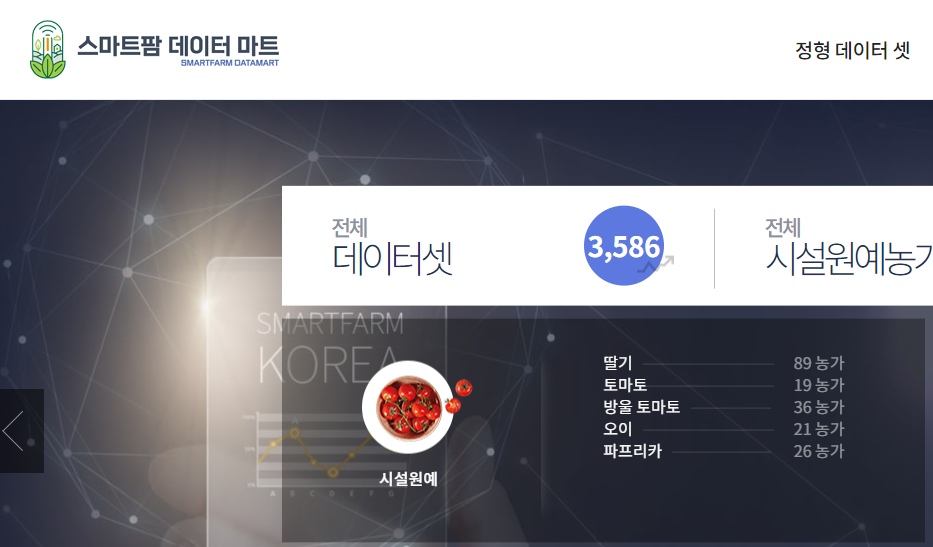 스마트팜 데이터 마트
SMARTFARM DATAMART
정형 데이터 셋
전체
데이터셋
3,586
전체
시설원예농가
SMARTFARM
KOREA
시설원예
딸기 89 농가
토마토 19 농가
방울 토마토 36 농가
오이 21 농가
파프리카 26 농가
A B C D E F G